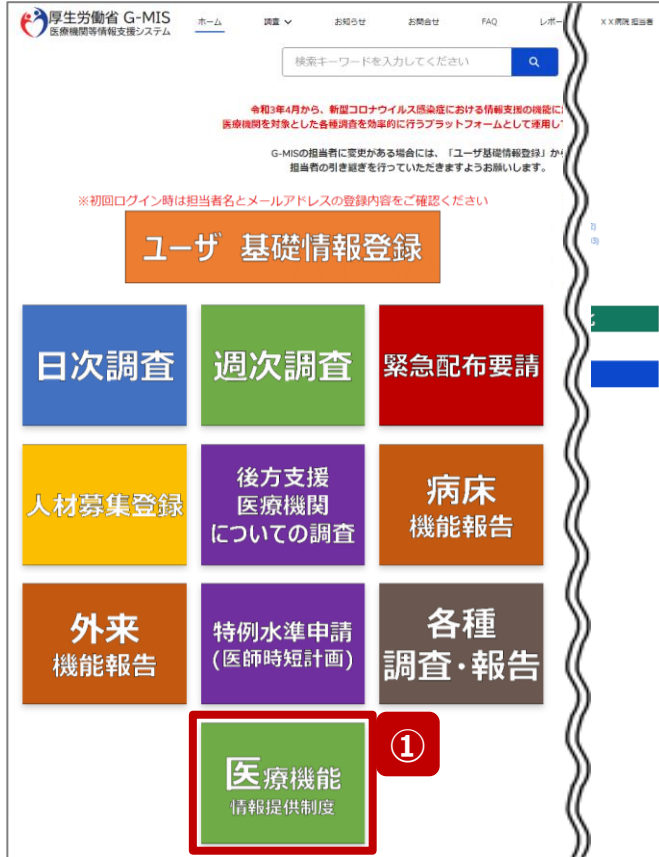 厚生労働省 G-MIS
医療機関等情報支援システム
ホーム
調査
お知らせ
お問合せ
FAQ
レポー
××病院 担当者
検索キーワードを入力してください
令和3年4月から、新型コロナウイルス感染症における情報支援の機能に
医療機関を対象とした各種調査を効率的に行うプラットフォームとして運用し
G-MISの担当者に変更がある場合には、「ユーザ基礎情報登録」か
担当者の引き継ぎを行っていただきますようお願いします。
※初回ログイン時は担当者名とメールアドレスの登録内容をご確認ください
ユーザ 基礎情報登録
日次調査
週次調査
緊急配布要請
人材募集登録
後方支援
医療機関
についての調査
病床
機能報告
外来
機能報告
特例水準申請
(医師時短計画)
各種
調査・報告
医療機能
情報提供制度
①